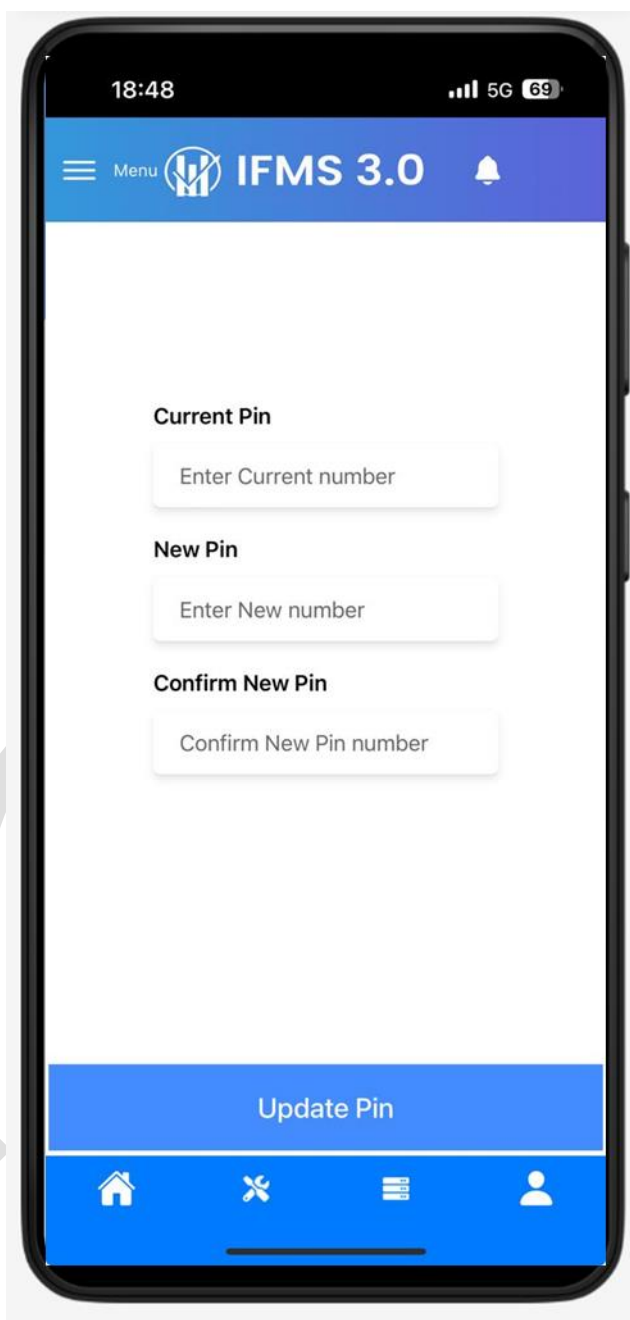 18:48 5G 69
Menu IFMS 3.0
Current Pin
Enter Current number
New Pin
Enter New number
Confirm New Pin
Confirm New Pin number
Update Pin